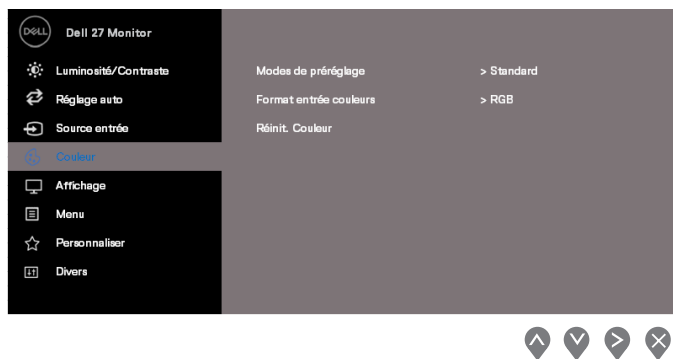 DELL Dell 27 Monitor
Luminosité/Contraste Modes de préréglage > Standard
Réglage auto Format entrée couleurs > RGB
Source entrée Réinit. Couleur
Couleur
Affichage
Menu
Personnaliser
Divers